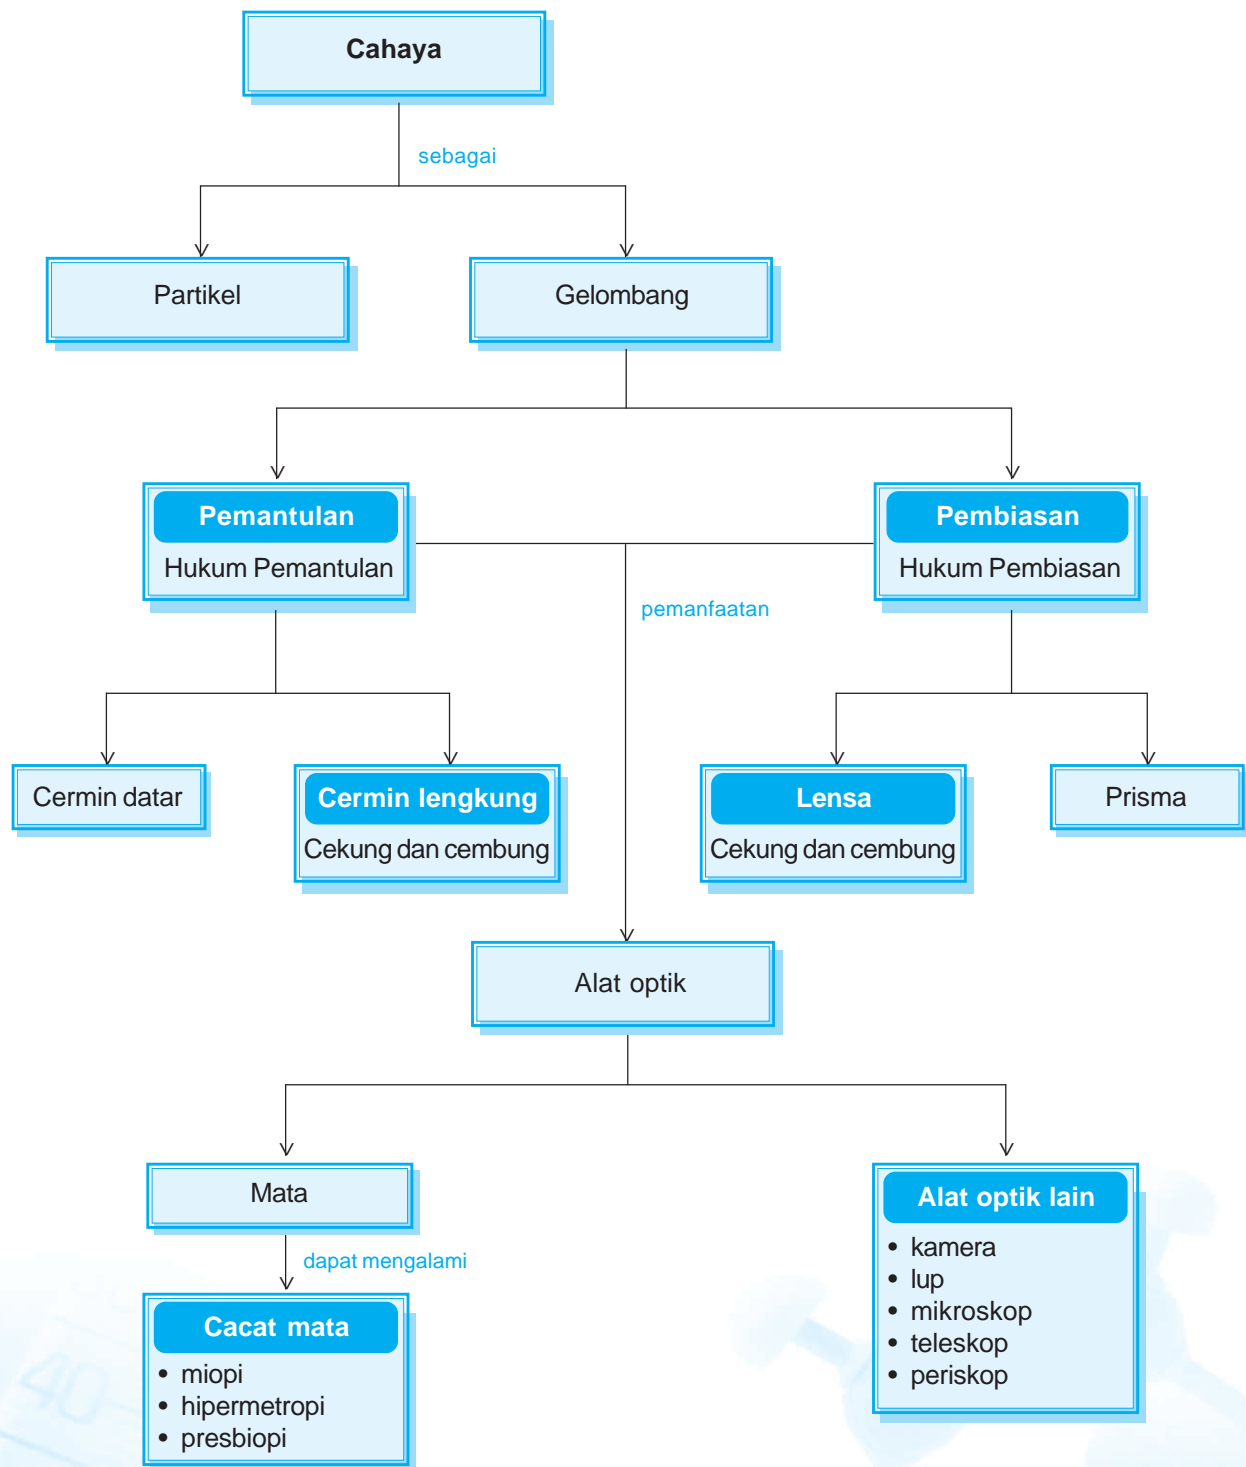 Cahaya
sebagai
Partikel
Gelombang
Pemantulan
Hukum Pemantulan
Pembiasan
Hukum Pembiasan
pemanfaatan
Cermin datar
Cermin lengkung
Cekung dan cembung
Lensa
Cekung dan cembung
Prisma
Alat optik
Mata
dapat mengalami
Cacat mata
• miopi
• hipermetropi
• presbiopi
Alat optik lain
• kamera
• lup
• mikroskop
• teleskop
• periskop
40